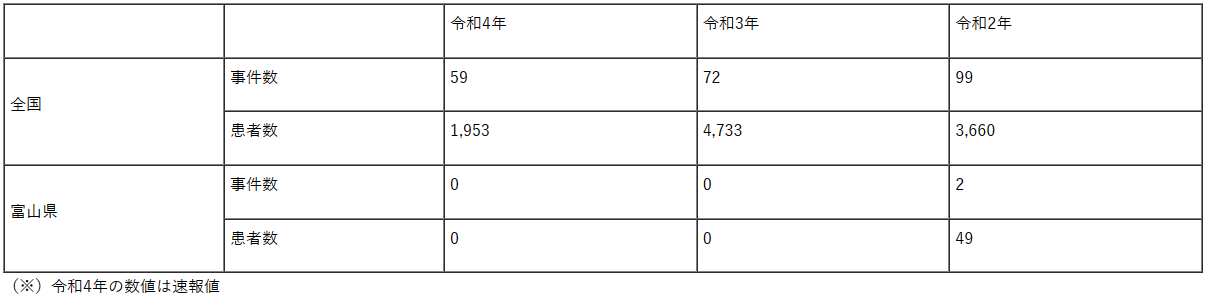 令和4年 令和3年 令和2年
全国 事件数 59 72 99
患者数 1,953 4,733 3,660
富山県 事件数 0 0 2
患者数 0 0 49
（※）令和4年の数値は速報値